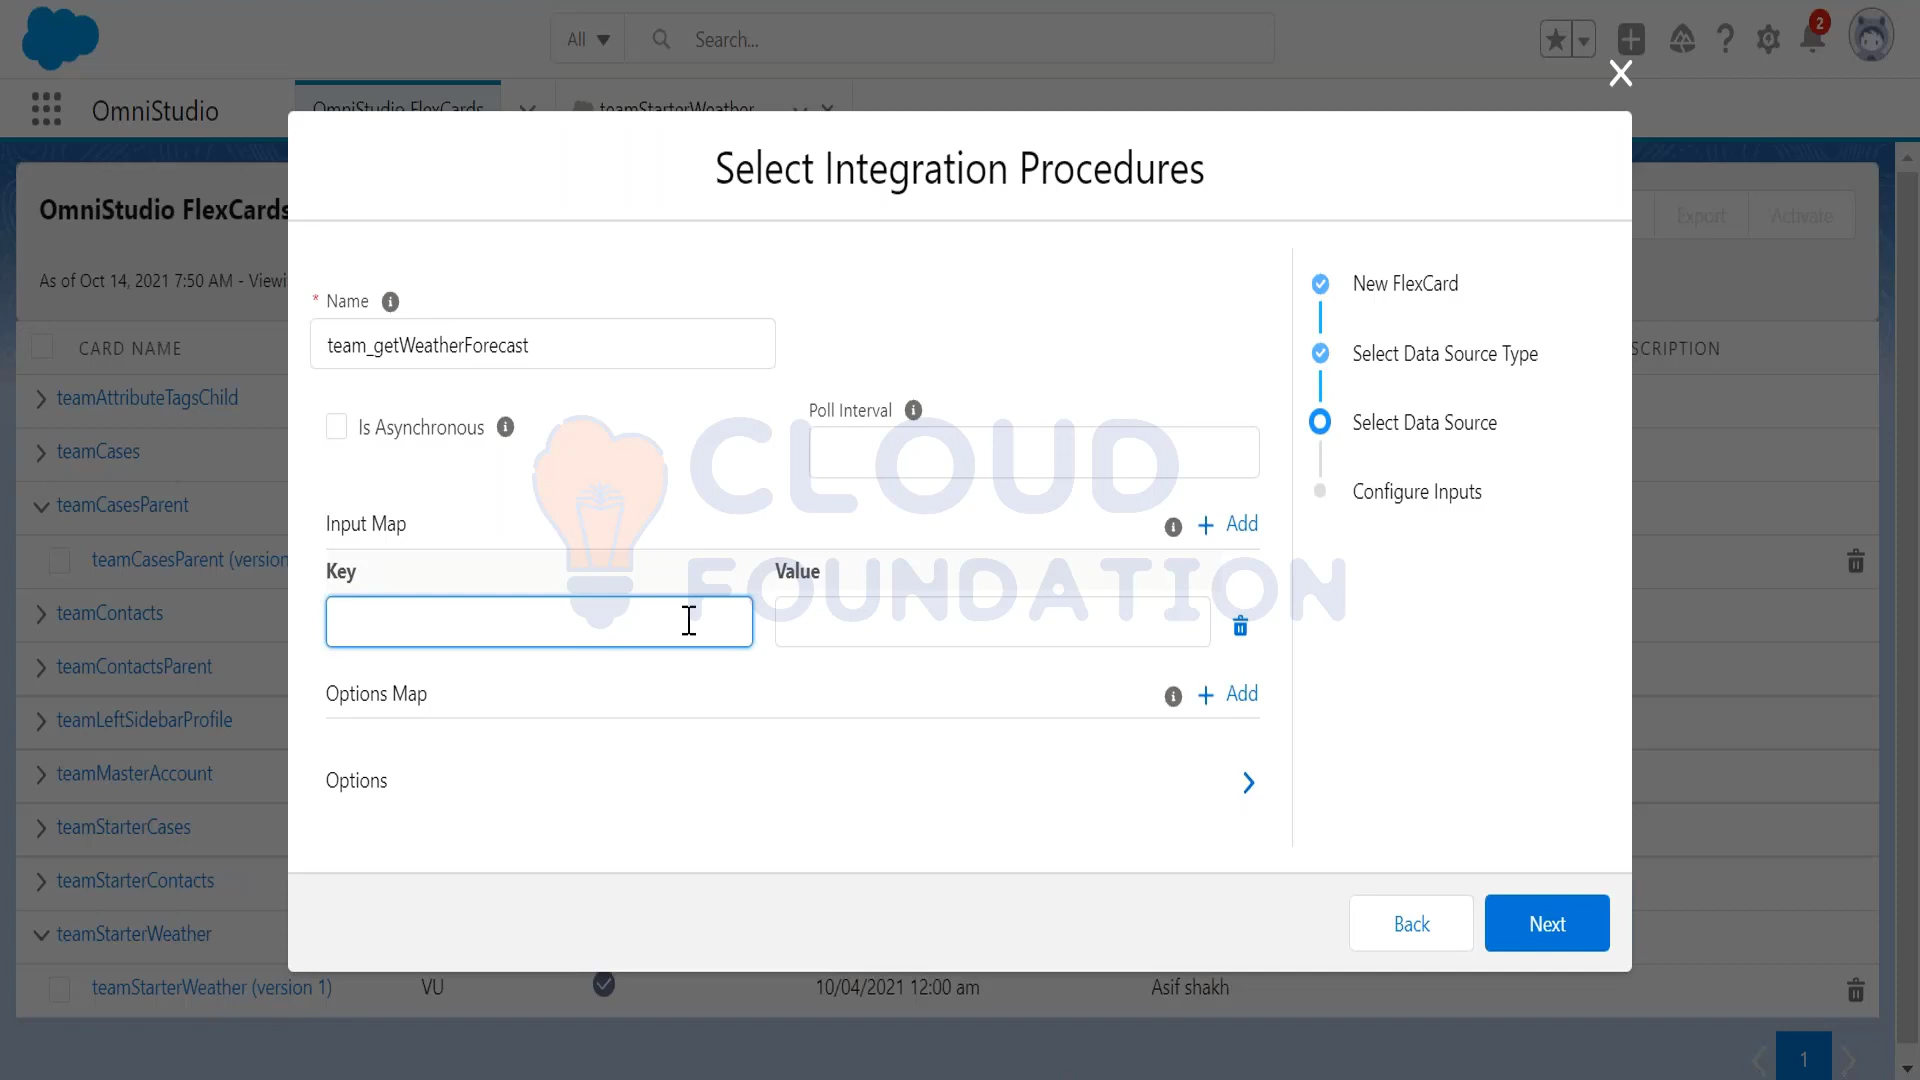 All
Search...
2
OmniStudio
OmniStudio FlexCards
teamStarterWeather
Select Integration Procedures
OmniStudio FlexCards
Export
Activate
As of Oct 14, 2021 7:50 AM - Viewi
CARD NAME
SCRIPTION
teamAttributeTagsChild
teamCases
teamCasesParent
teamCasesParent (version
teamContacts
teamContactsParent
teamLeftSidebarProfile
teamMasterAccount
teamStarterCases
teamStarterContacts
teamStarterWeather
teamStarterWeather (version 1)
VU
10/04/2021 12:00 am
Asif shakh
1
* Name
team_getWeatherForecast
Is Asynchronous
Poll Interval
CLOUD
FOUNDATION
Input Map
Add
Key
Value
Options Map
Add
Options
New FlexCard
Select Data Source Type
Select Data Source
Configure Inputs
Back
Next